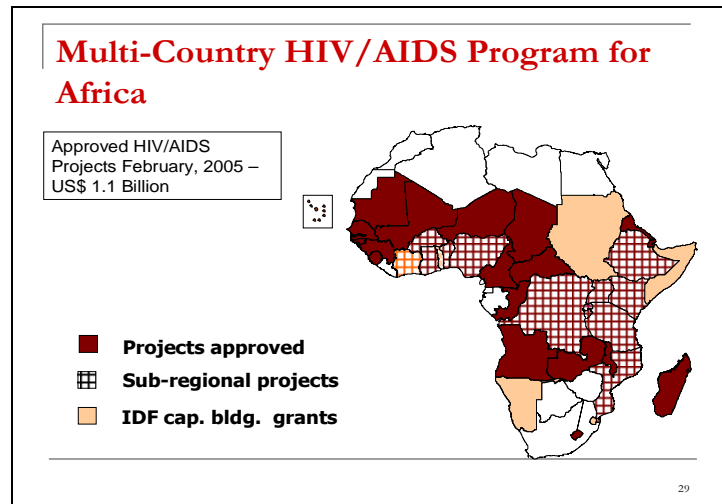 Multi-Country HIV/AIDS Program for
Africa
Approved HIV/AIDS
Projects February, 2005 –
US$ 1.1 Billion
Projects approved
Sub-regional projects
IDF cap. bldg. grants
29